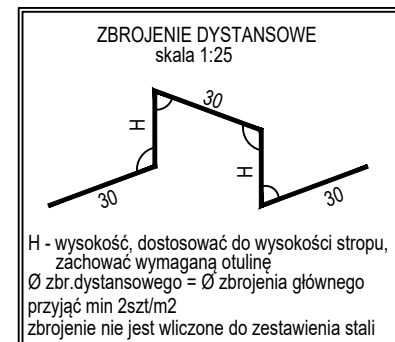 ZBROJENIE DYSTANSOWE
skala 1:25
30
H
H
30
30
H - wysokość, dostosować do wysokości stropu,
zachować wymaganą otulinę
Ø zbr.dystansowego = Ø zbrojenia głównego
przyjąć min 2szt/m2
zbrojenie nie jest wliczone do zestawienia stali